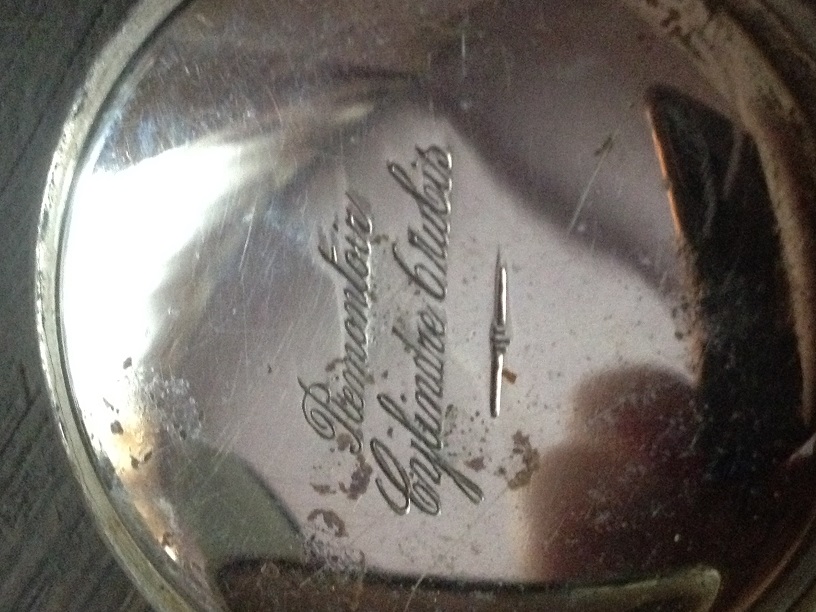 Remontoir
Cylindre 6 rubis